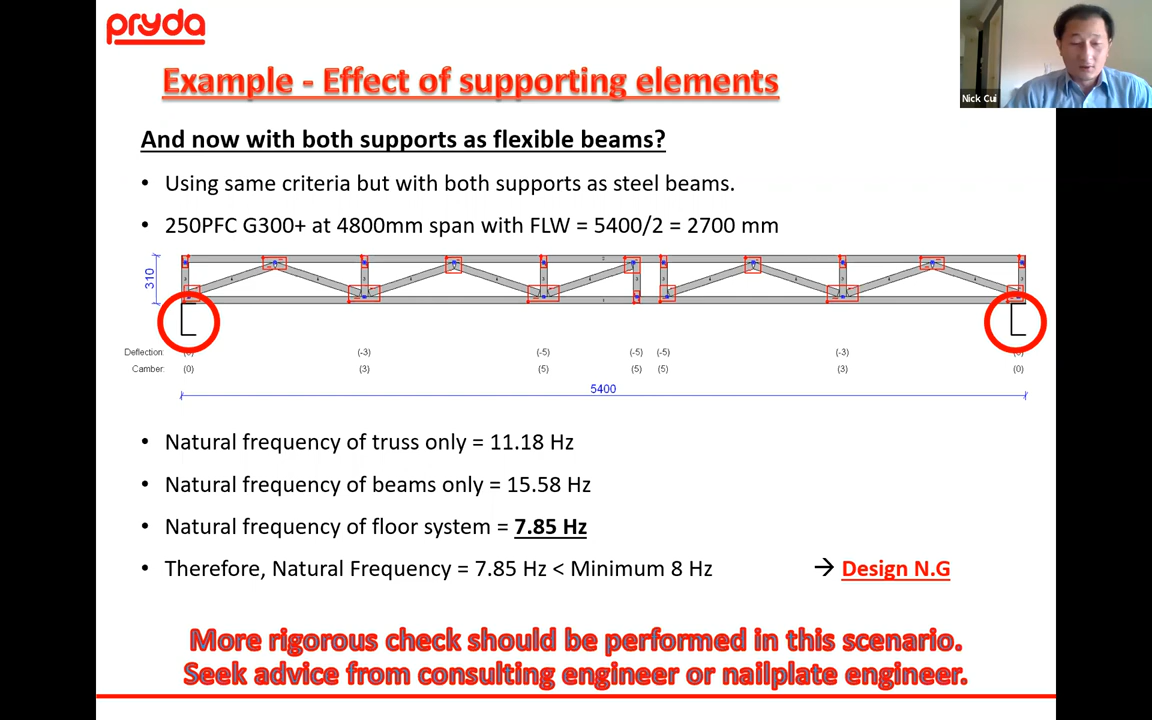 pryda
Nick Cui
Example - Effect of supporting elements
And now with both supports as flexible beams?
• Using same criteria but with both supports as steel beams.
• 250PFC G300+ at 4800mm span with FLW = 5400/2 = 2700 mm
310
Deflection: (-3) (-5) (-5) (-5) (-3)
Camber: (0) (3) (5) (5) (5) (3) (0)
5400
• Natural frequency of truss only = 11.18 Hz
• Natural frequency of beams only = 15.58 Hz
• Natural frequency of floor system = 7.85 Hz
• Therefore, Natural Frequency = 7.85 Hz < Minimum 8 Hz → Design N.G
More rigorous check should be performed in this scenario.
Seek advice from consulting engineer or nailplate engineer.